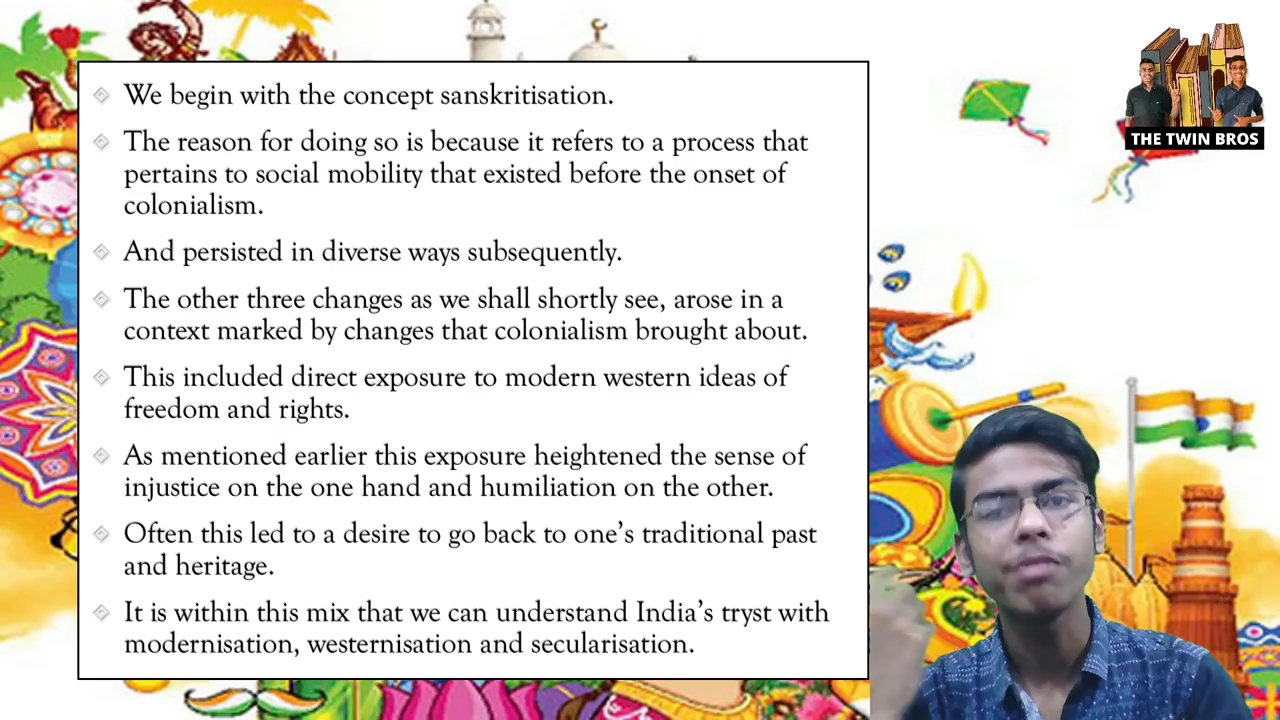 THE TWIN BROS
We begin with the concept sanskritisation.
The reason for doing so is because it refers to a process that
pertains to social mobility that existed before the onset of
colonialism.
And persisted in diverse ways subsequently.
The other three changes as we shall shortly see, arose in a
context marked by changes that colonialism brought about.
This included direct exposure to modern western ideas of
freedom and rights.
As mentioned earlier this exposure heightened the sense of
injustice on the one hand and humiliation on the other.
Often this led to a desire to go back to one's traditional past
and heritage.
It is within this mix that we can understand India's tryst with
modernisation, westernisation and secularisation.